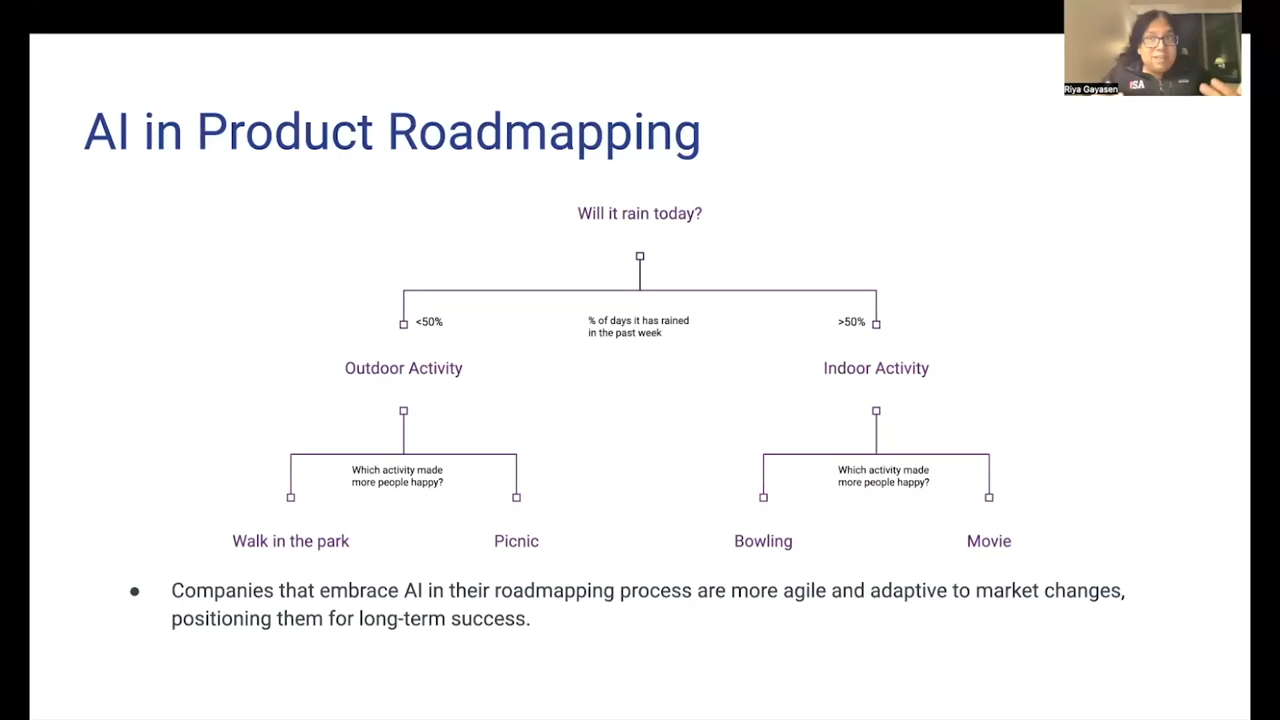 AI in Product Roadmapping
Riya Gayasen
ISA
Will it rain today?
<50%
% of days it has rained
in the past week
>50%
Outdoor Activity
Indoor Activity
Which activity made
more people happy?
Which activity made
more people happy?
Walk in the park
Picnic
Bowling
Movie
● Companies that embrace AI in their roadmapping process are more agile and adaptive to market changes,
positioning them for long-term success.